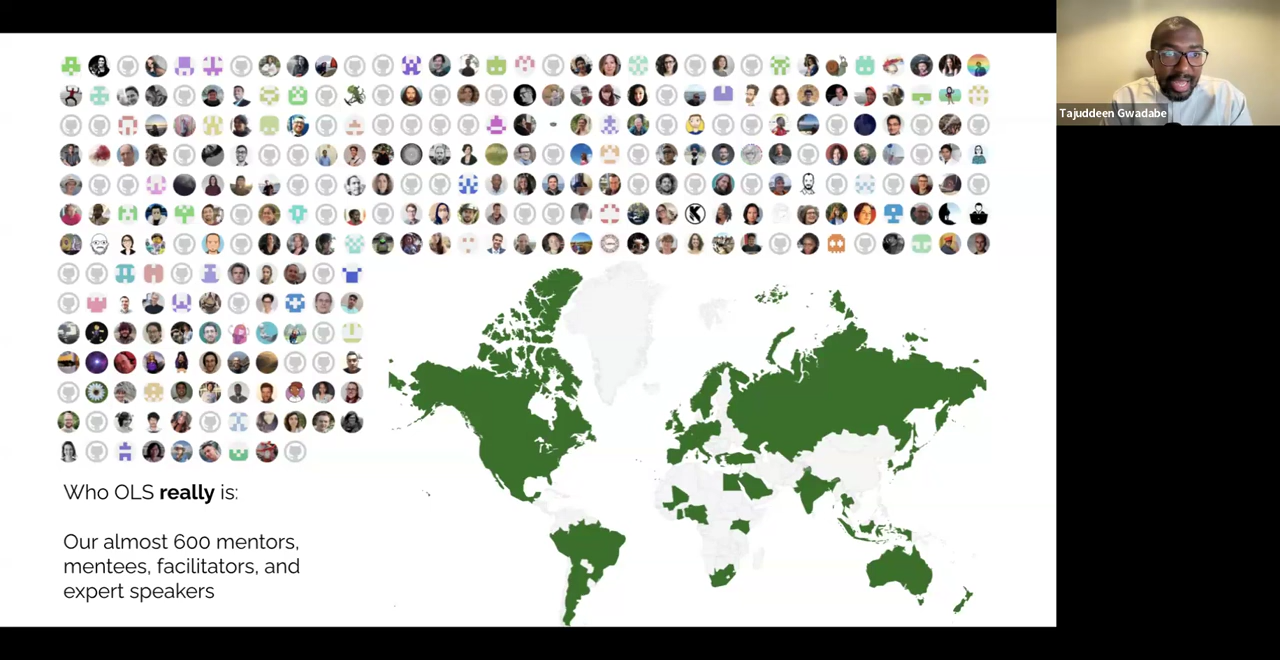 Tajuddeen Gwadabe
Who OLS really is:
Our almost 600 mentors,
mentees, facilitators, and
expert speakers